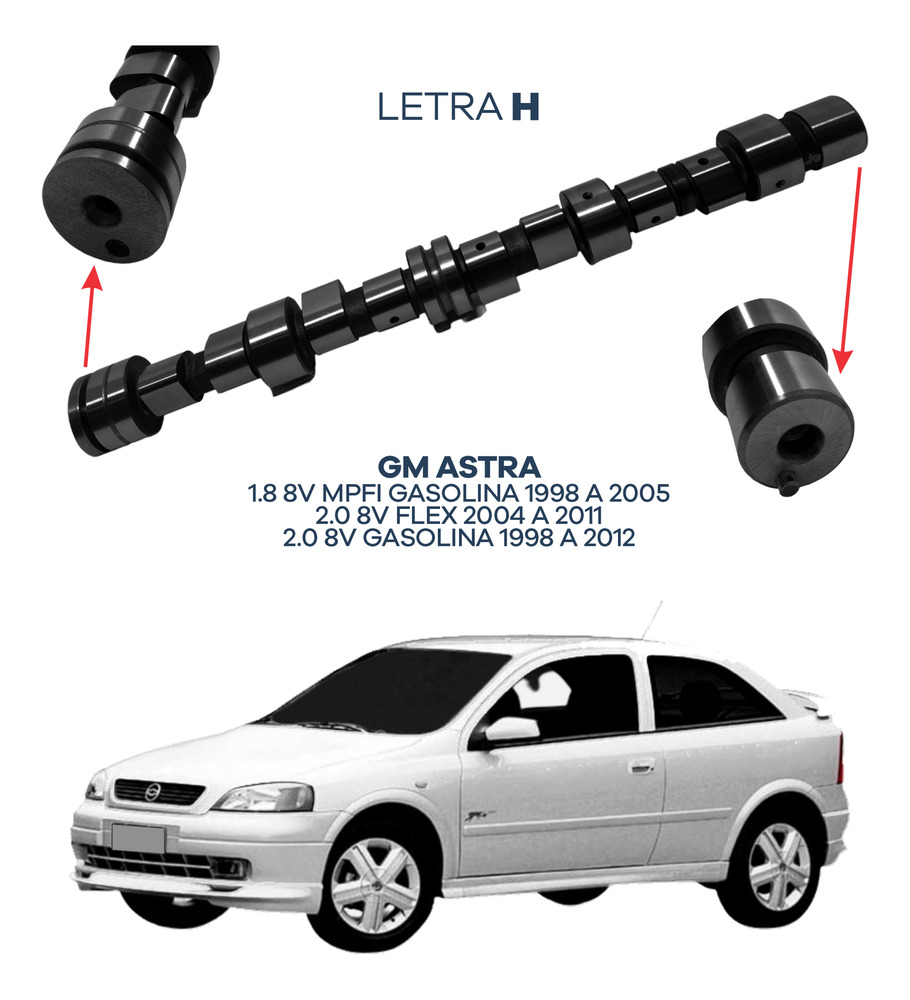 LETRA H
GM ASTRA
1.8 8V MPFI GASOLINA 1998 A 2005
2.0 8V FLEX 2004 A 2011
2.0 8V GASOLINA 1998 A 2012